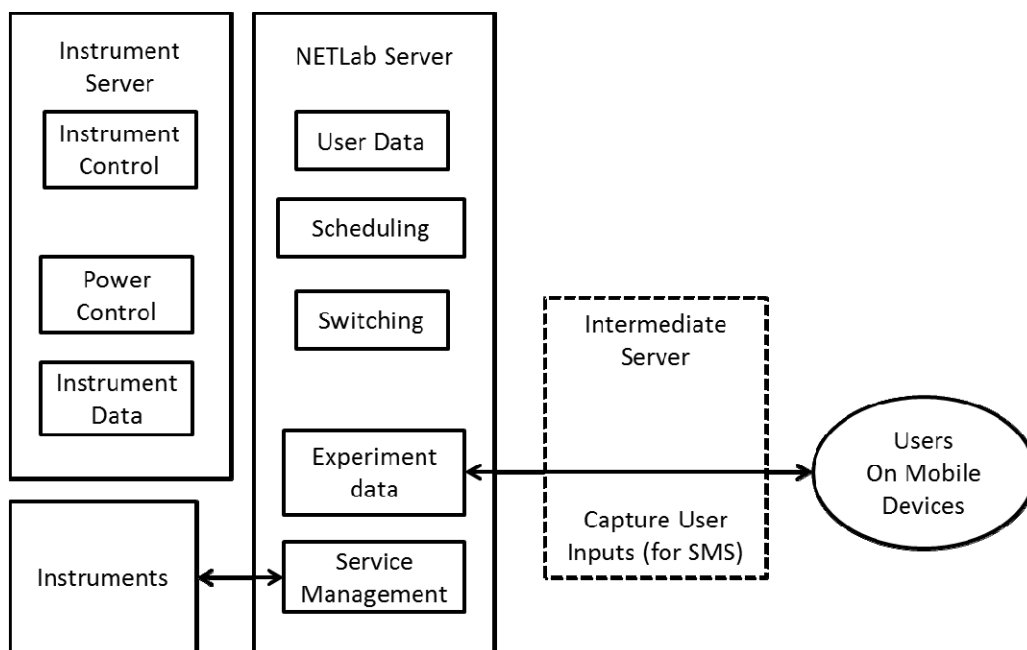 Instrument
Server
Instrument
Control
Power
Control
Instrument
Data
Instruments
NETLab Server
User Data
Scheduling
Switching
Experiment
data
Service
Management
Intermediate
Server
Capture User
Inputs (for SMS)
Users
On Mobile
Devices